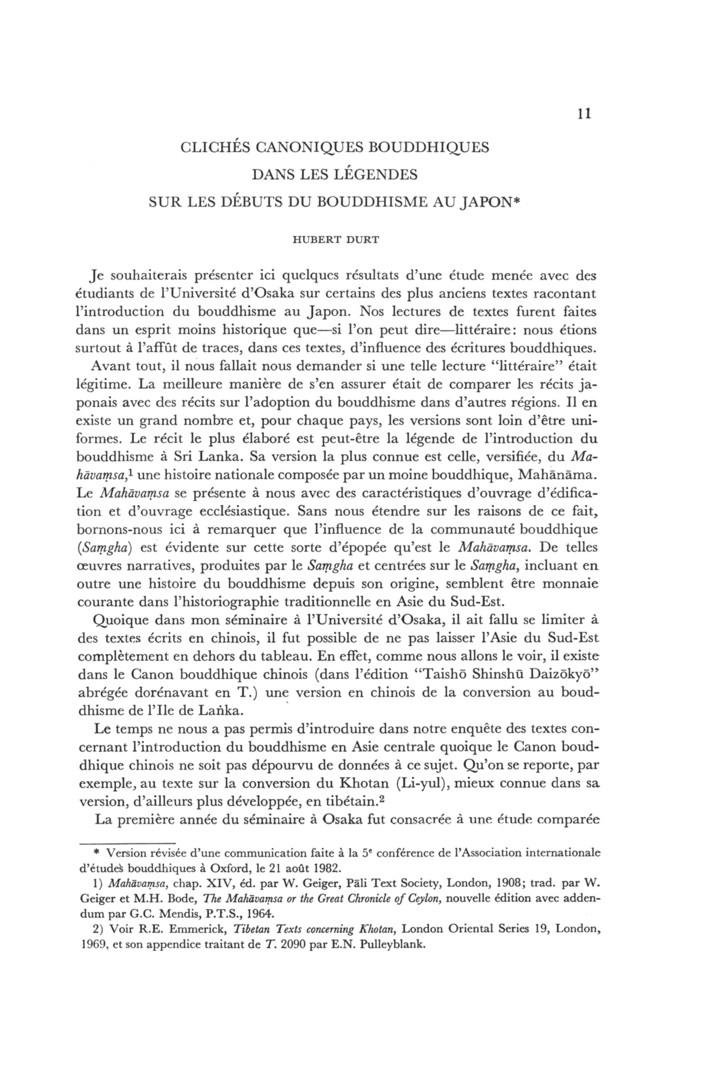 11
CLICHÉS CANONIQUES BOUDDHIQUES
DANS LES LÉGENDES
SUR LES DÉBUTS DU BOUDDHISME AU JAPON*
HUBERT DURT
Je souhaiterais présenter ici quelques résultats d'une étude menée avec des
étudiants de l'Université d'Osaka sur certains des plus anciens textes racontant
l'introduction du bouddhisme au Japon. Nos lectures de textes furent faites
dans un esprit moins historique que—si l'on peut dire—littéraire: nous étions
surtout à l'affût de traces, dans ces textes, d'influence des écritures bouddhiques.
Avant tout, il nous fallait nous demander si une telle lecture "littéraire" était
légitime. La meilleure manière de s'en assurer était de comparer les récits ja-
ponais avec des récits sur l'adoption du bouddhisme dans d'autres régions. Il en
existe un grand nombre et, pour chaque pays, les versions sont loin d'être uni-
formes. Le récit le plus élaboré est peut-être la légende de l'introduction du
bouddhisme à Sri Lanka. Sa version la plus connue est celle, versifiée, du Ma-
hāvaṃsa,1 une histoire nationale composée par un moine bouddhique, Mahānāma.
Le Mahāvaṃsa se présente à nous avec des caractéristiques d'ouvrage d'édifica-
tion et d'ouvrage ecclésiastique. Sans nous étendre sur les raisons de ce fait,
bornons-nous ici à remarquer que l'influence de la communauté bouddhique
(Saṃgha) est évidente sur cette sorte d'épopée qu'est le Mahāvaṃsa. De telles
œuvres narratives, produites par le Saṃgha et centrées sur le Saṃgha, incluant en
outre une histoire du bouddhisme depuis son origine, semblent être monnaie
courante dans l'historiographie traditionnelle en Asie du Sud-Est.
Quoique dans mon séminaire à l'Université d'Osaka, il ait fallu se limiter à
des textes écrits en chinois, il fut possible de ne pas laisser l'Asie du Sud-Est
complètement en dehors du tableau. En effet, comme nous allons le voir, il existe
dans le Canon bouddhique chinois (dans l'édition "Taishō Shinshū Daizōkyō"
abrégée dorénavant en T.) une version en chinois de la conversion au boud-
dhisme de l'Ile de Laṅka.
Le temps ne nous a pas permis d'introduire dans notre enquête des textes con-
cernant l'introduction du bouddhisme en Asie centrale quoique le Canon boud-
dhique chinois ne soit pas dépourvu de données à ce sujet. Qu'on se reporte, par
exemple, au texte sur la conversion du Khotan (Li-yul), mieux connue dans sa
version, d'ailleurs plus développée, en tibétain.2
La première année du séminaire à Osaka fut consacrée à une étude comparée
* Version révisée d'une communication faite à la 5e conférence de l'Association internationale
d'études bouddhiques à Oxford, le 21 août 1982.
1) Mahāvaṃsa, chap. XIV, éd. par W. Geiger, Pāli Text Society, London, 1908; trad. par W.
Geiger et M.H. Bode, The Mahāvaṃsa or the Great Chronicle of Ceylon, nouvelle édition avec adden-
dum par G.C. Mendis, P.T.S., 1964.
2) Voir R.E. Emmerick, Tibetan Texts concerning Khotan, London Oriental Series 19, London,
1969, et son appendice traitant de T. 2090 par E.N. Pulleyblank.